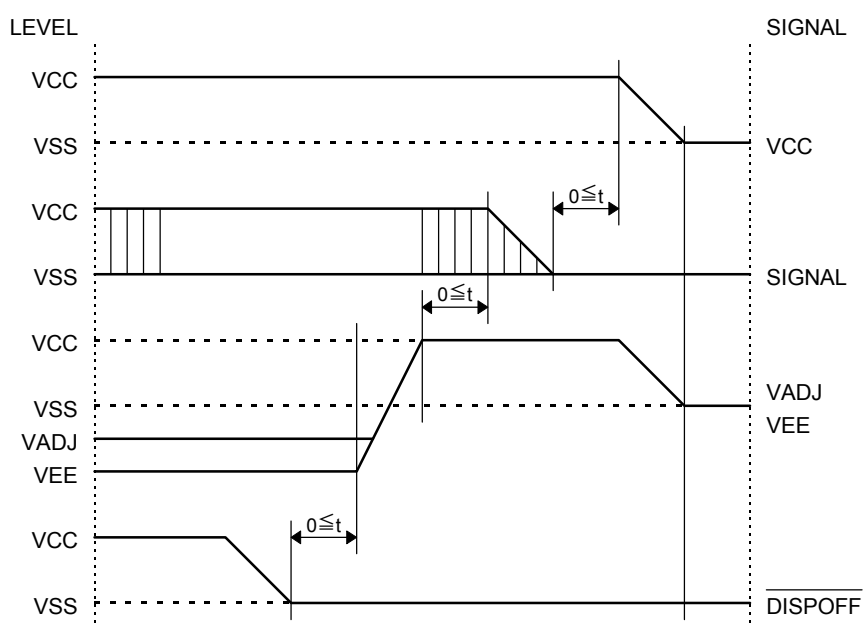 LEVEL SIGNAL
VCC
VSS VCC
0≦t
VCC
VSS SIGNAL
0≦t
VCC
VSS VADJ
VADJ VEE
VEE
0≦t
VCC
VSS DISPOFF